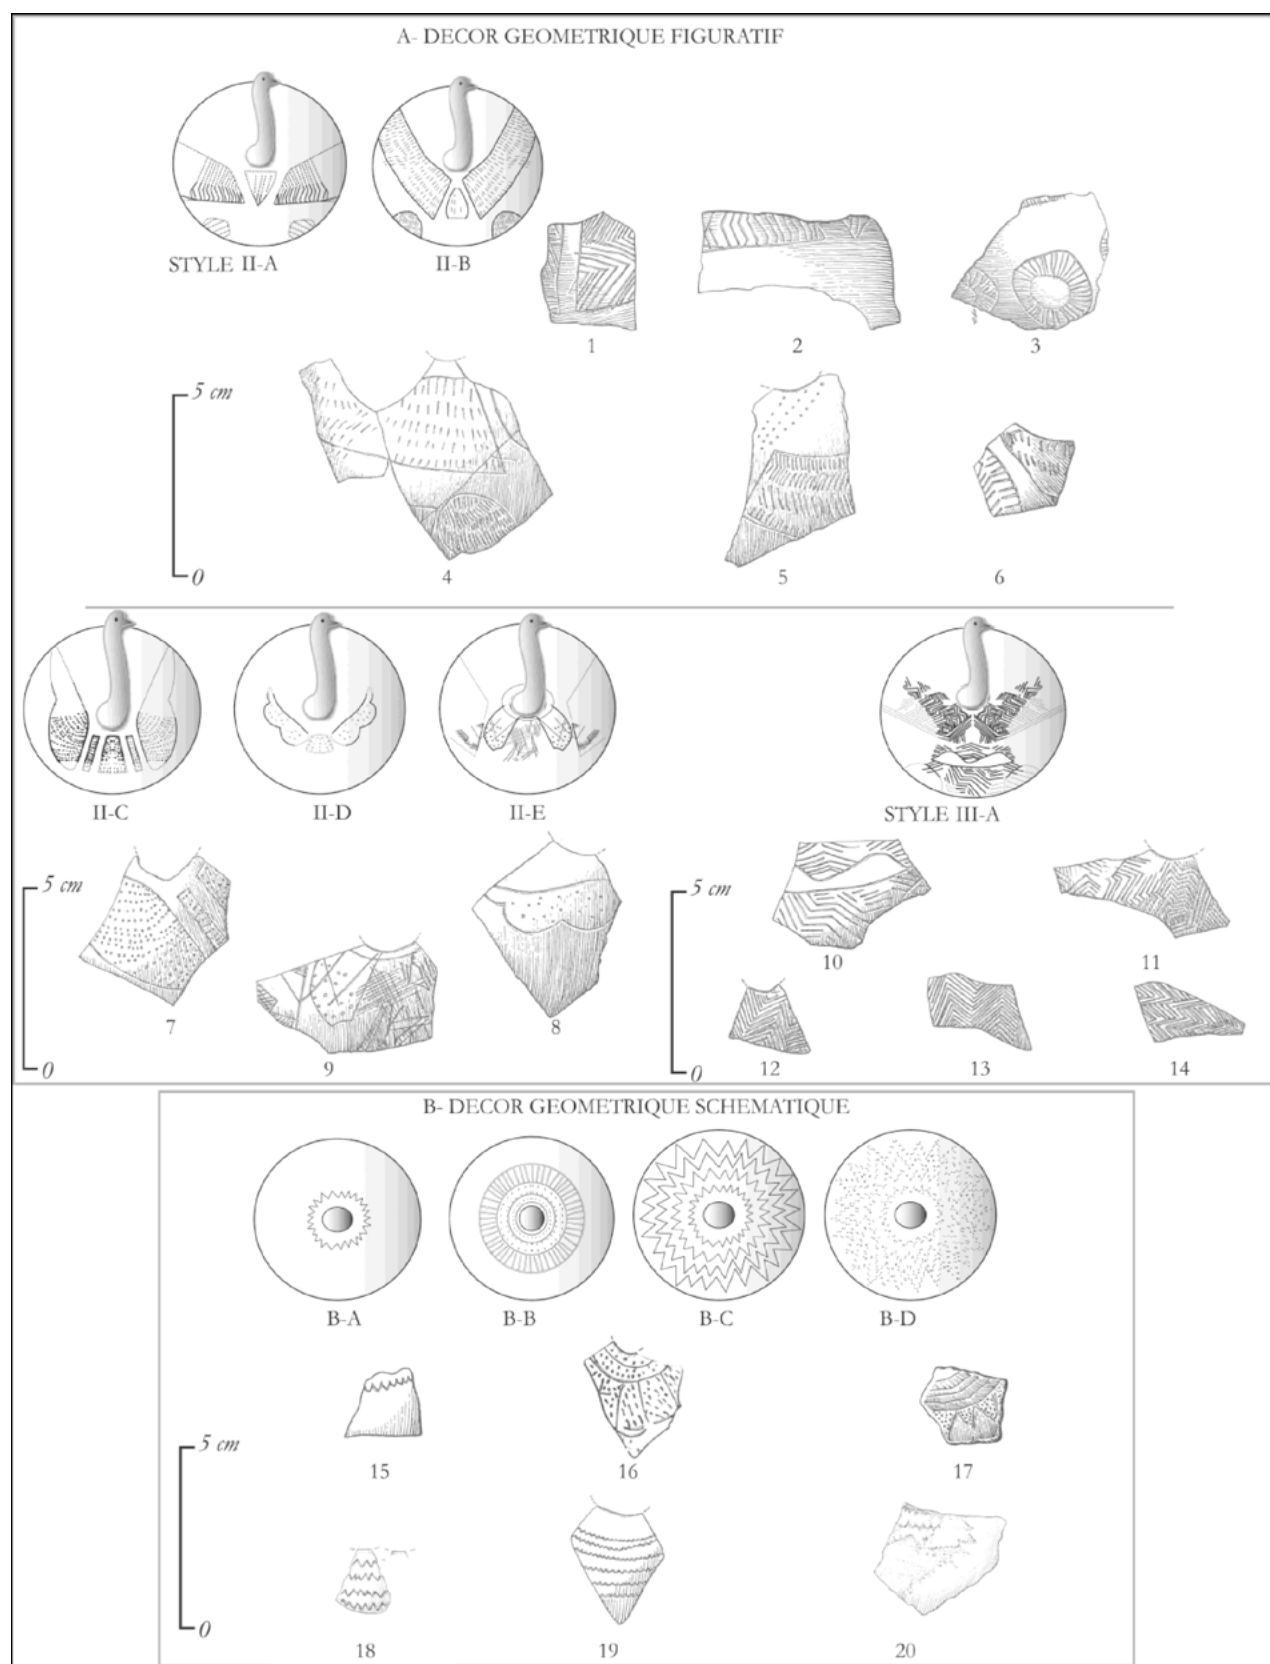 A- DECOR GEOMETRIQUE FIGURATIF
STYLE II-A
II-B
1
2
3
5 cm
0
4
5
6
II-C
II-D
II-E
STYLE III-A
5 cm
0
7
9
8
5 cm
0
10
11
12
13
14
B- DECOR GEOMETRIQUE SCHEMATIQUE
B-A
B-B
B-C
B-D
15
16
17
5 cm
0
18
19
20